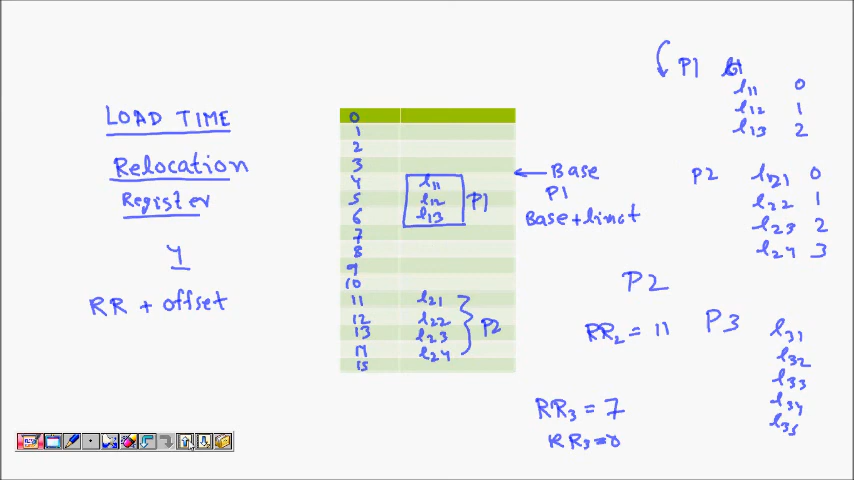 LOAD TIME
Relocation
Register
4
RR + offset
0
1
2
3
4 l11
5 l12 P1
6 l13
7
8
9
10
11 l21
12 l22 P2
13 l23
14 l24
15
Base
P1
Base+limit
P1
l11 0
l12 1
l13 2
P2 l21 0
l22 1
l23 2
l24 3
P2
RR2 = 11
P3 l31
l32
l33
l34
l35
RR3 = 7
RR3=0